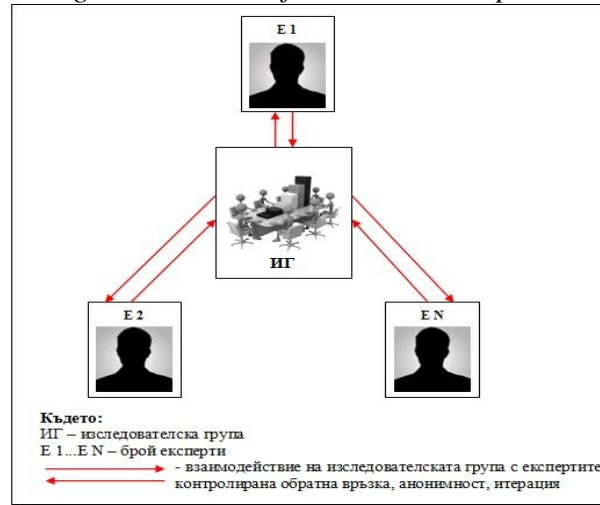 Е 1
ИГ
Е 2
Е N
Където:
ИГ – изследователска група
Е 1...Е N – брой експерти
- взаимодействие на изследователската група с експертите
контролирана обратна връзка, анонимност, итерация